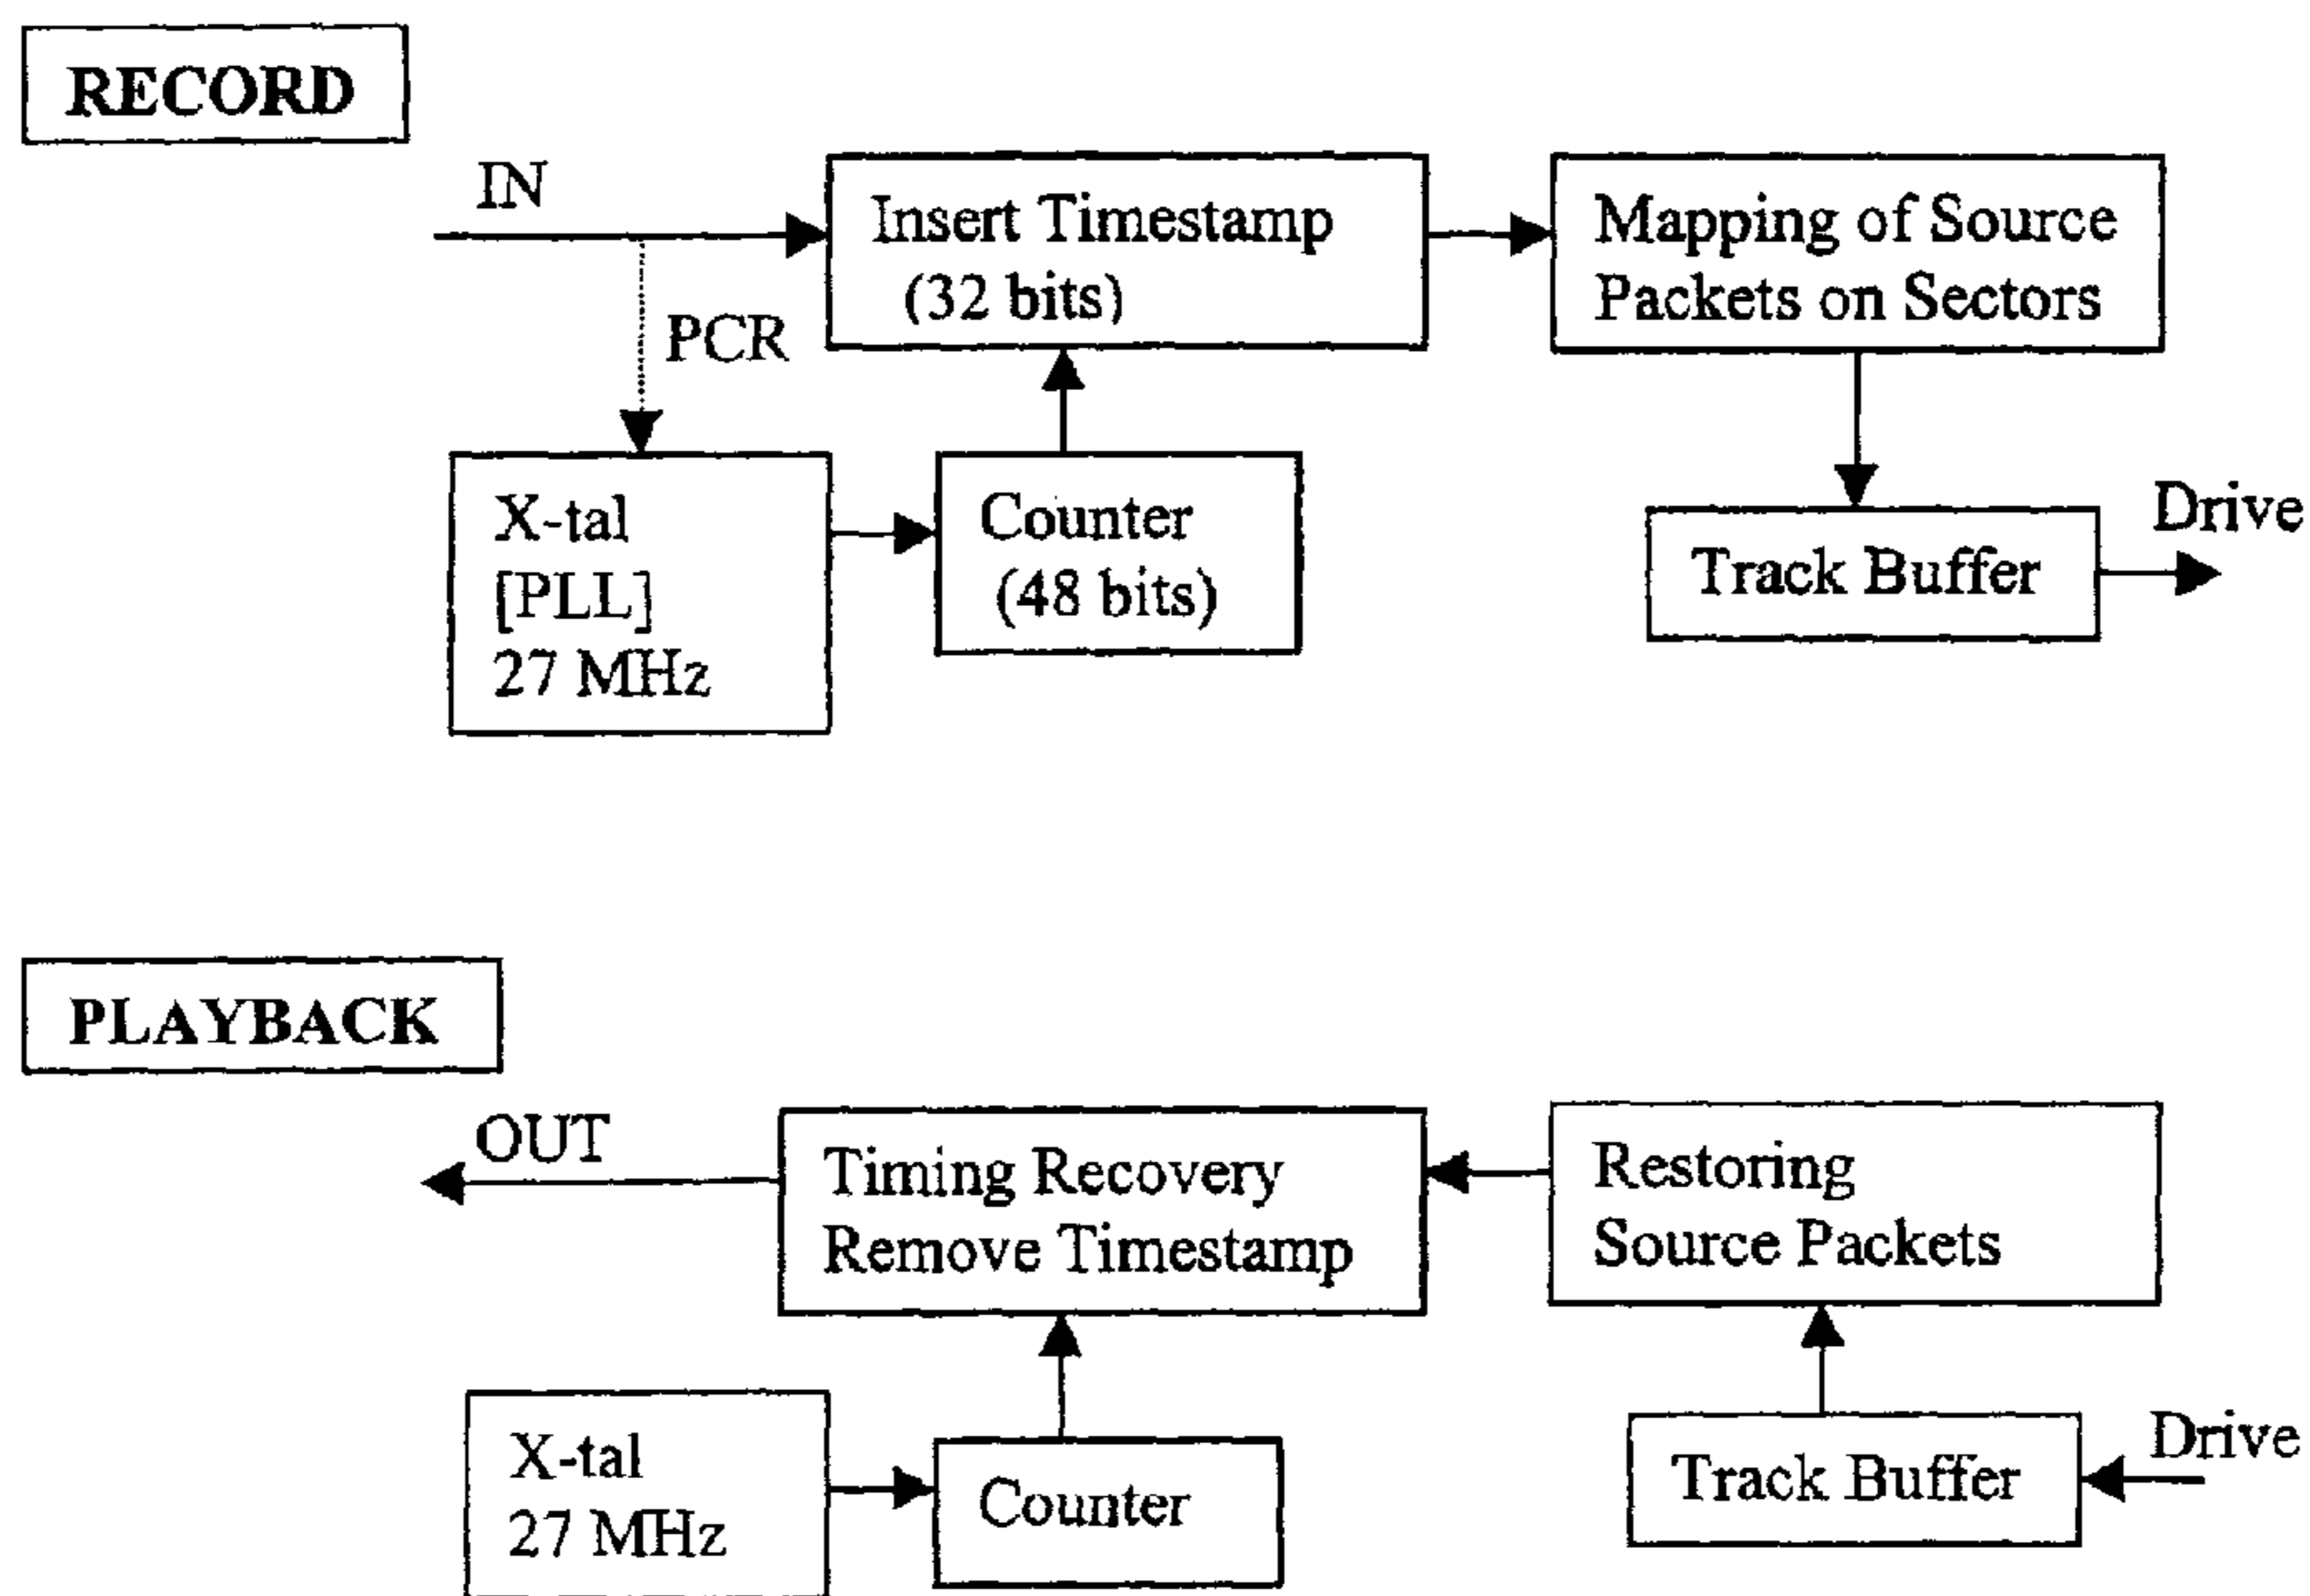 RECORD
IN
Insert Timestamp
(32 bits)
Mapping of Source
Packets on Sectors
PCR
X-tal
[PLL]
27 MHz
Counter
(48 bits)
Track Buffer
Drive
PLAYBACK
OUT
Timing Recovery
Remove Timestamp
Restoring
Source Packets
X-tal
27 MHz
Counter
Track Buffer
Drive